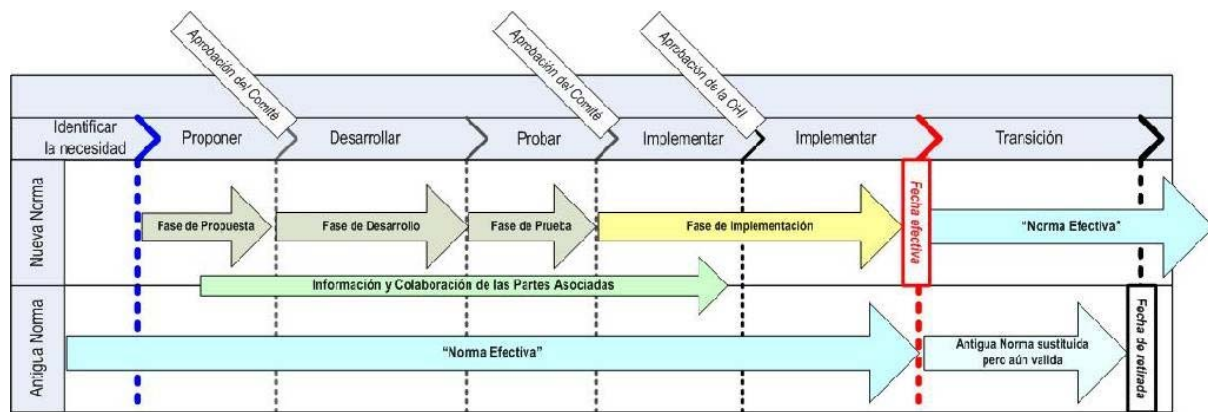 Aprobación del Comité
Aprobación del Comité
Aprobación de la OHI
Identificar
la necesidad
Proponer
Desarrollar
Probar
Implementar
Implementar
Transición
Nueva Norma
Fase de Propuesta
Fase de Desarrollo
Fase de Prueba
Fase de Implementación
Fecha efectiva
“Norma Efectiva”
Información y Colaboración de las Partes Asociadas
Antigua Norma
“Norma Efectiva”
Antigua Norma sustituida
pero aún valida
Fecha de retirada